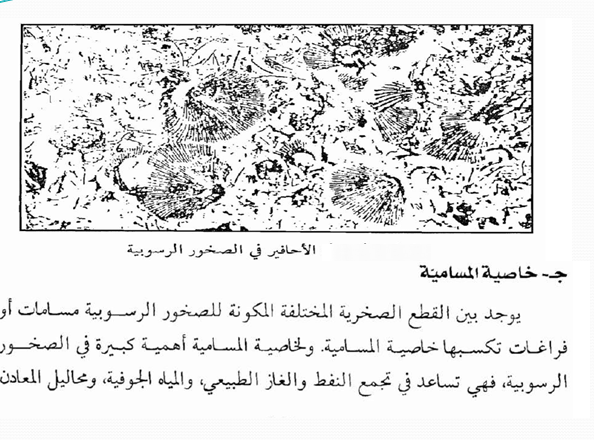 الأحافير في الصخور الرسوبية
جـ- خاصية المسامية
يوجد بين القطع الصخرية المختلفة المكونة للصخور الرسوبية مسامات أو
فراغات تكسبها خاصية المسامية. ولخاصية المسامية أهمية كبيرة في الصخور
الرسوبية، فهي تساعد في تجمع النفط والغاز الطبيعي، والمياه الجوفية، ومحاليل المعادن